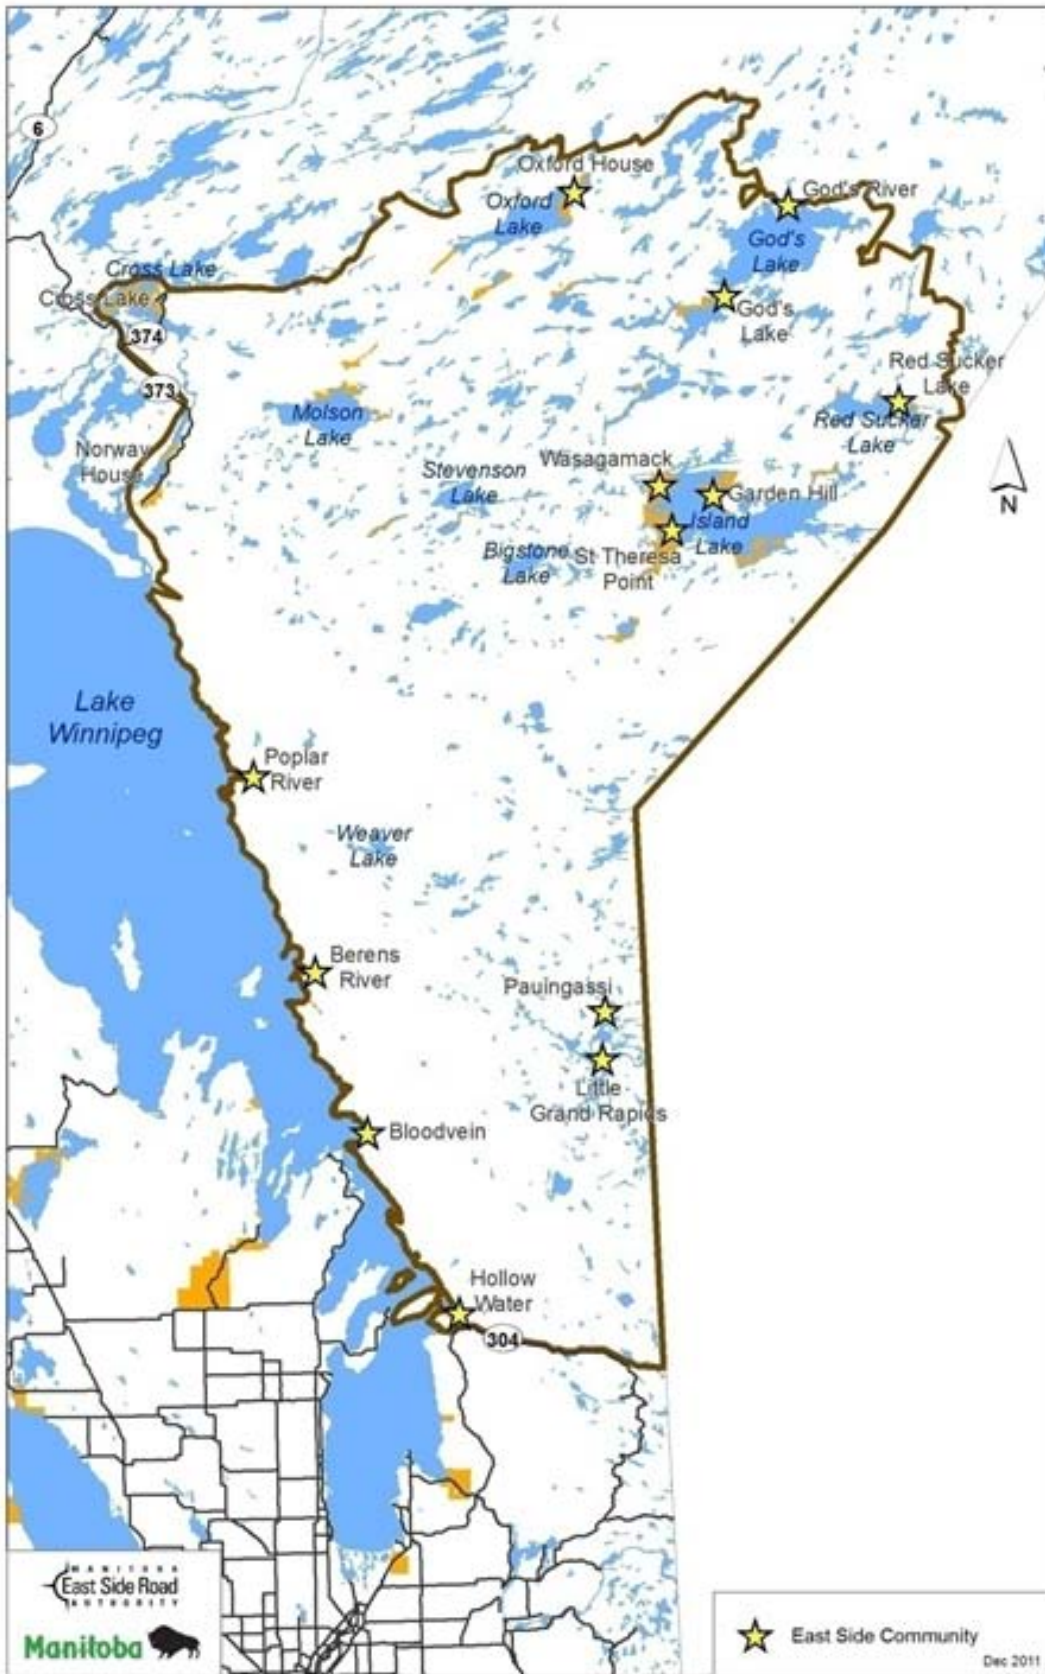 6
Oxford House
God's River
Oxford
Lake
God's
Lake
Cross Lake
Cross Lake
God's
Lake
374
Red Sucker
Lake
373
Molson
Lake
Red Sucker
Lake
Norway
House
Wasagamack
Stevenson
Lake
Garden Hill
N
Island
Lake
Bigstone
Lake
St Theresa
Point
Lake
Winnipeg
Poplar
River
Weaver
Lake
Berens
River
Pauingassi
Little
Grand Rapids
Bloodvein
Hollow
Water
304
MANITOBA
East Side Road
AUTHORITY
Manitoba
East Side Community
Dec 2011